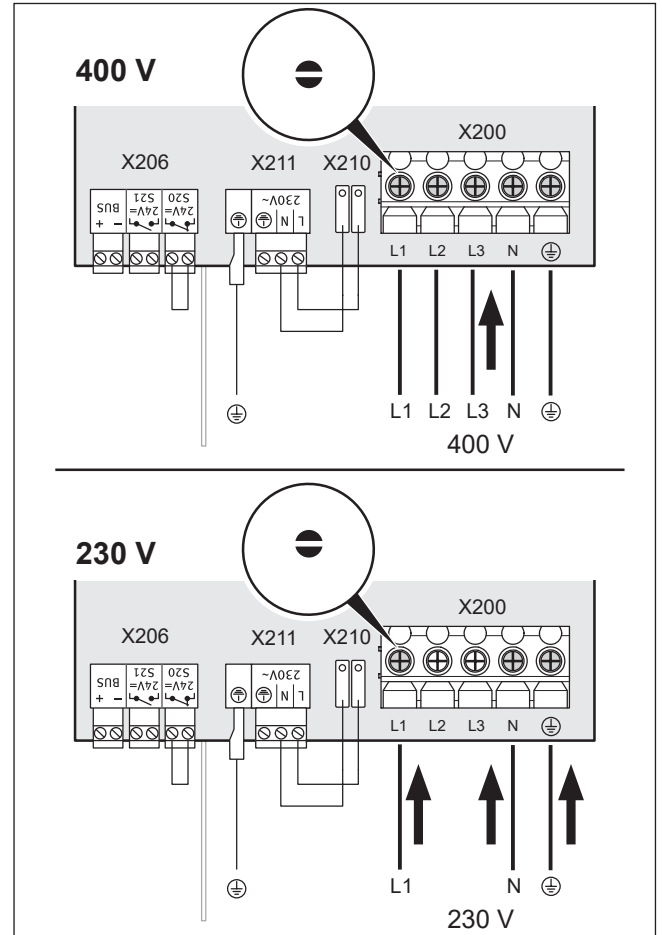 400 V
X200
X206 X211 X210
BUS S21 S20 230V~
+ − 24V= 24V= N L
L1 L2 L3 N
L1 L2 L3 N
400 V
230 V
X200
X206 X211 X210
BUS S21 S20 230V~
+ − 24V= 24V= N L
L1 L2 L3 N
L1 N
230 V